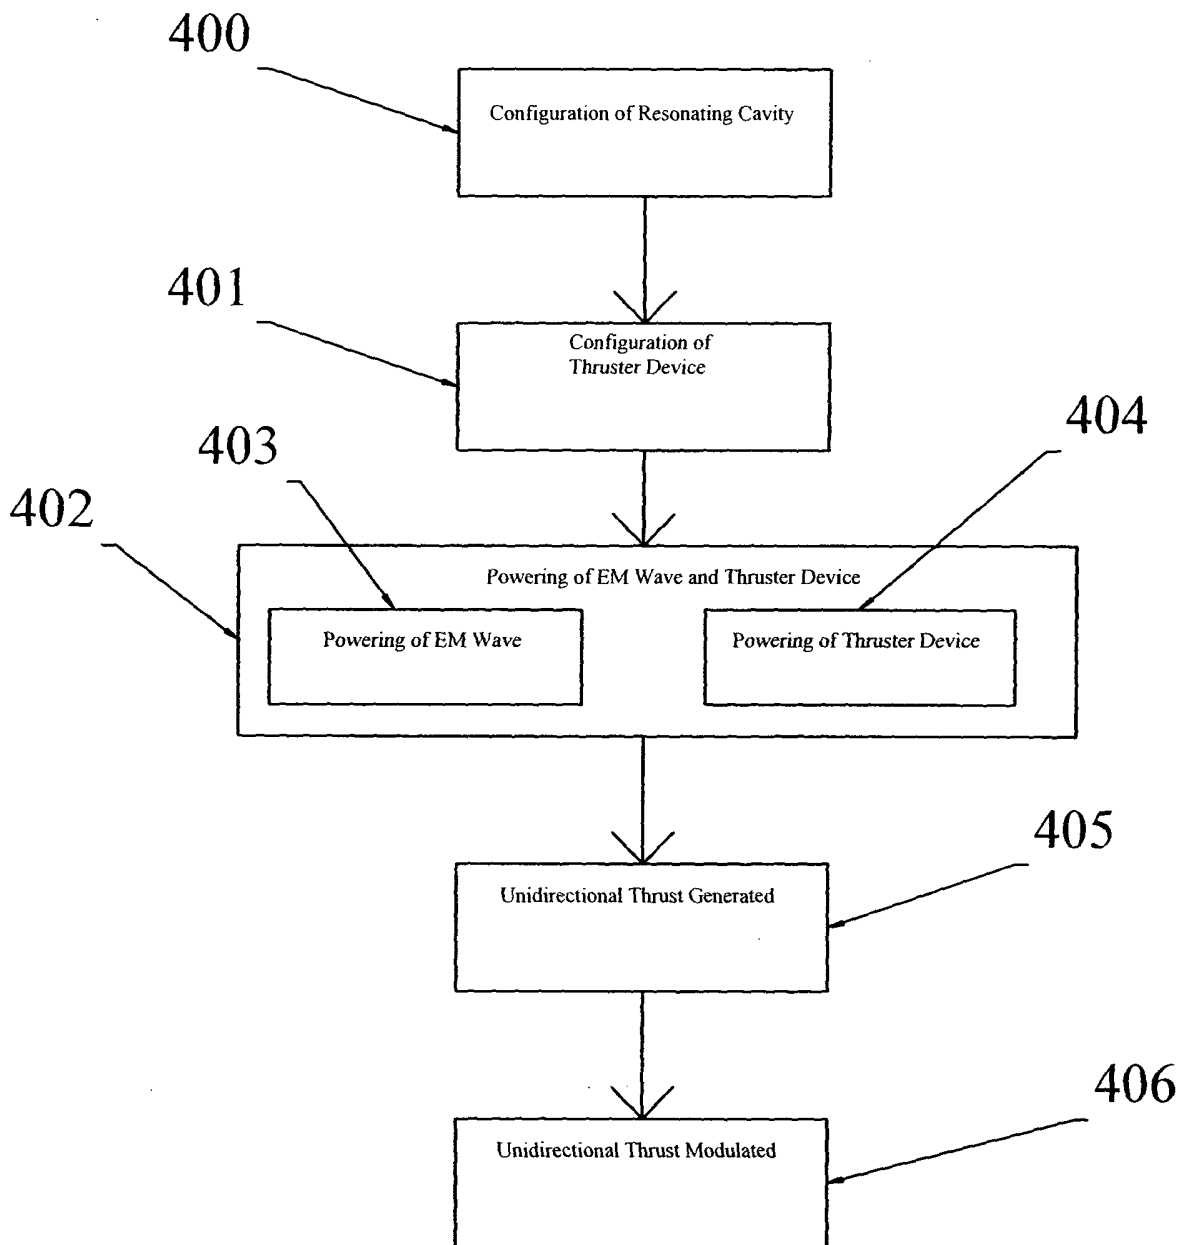 400
Configuration of Resonating Cavity
401
Configuration of
Thruster Device
403
404
402
Powering of EM Wave and Thruster Device
Powering of EM Wave
Powering of Thruster Device
405
Unidirectional Thrust Generated
406
Unidirectional Thrust Modulated